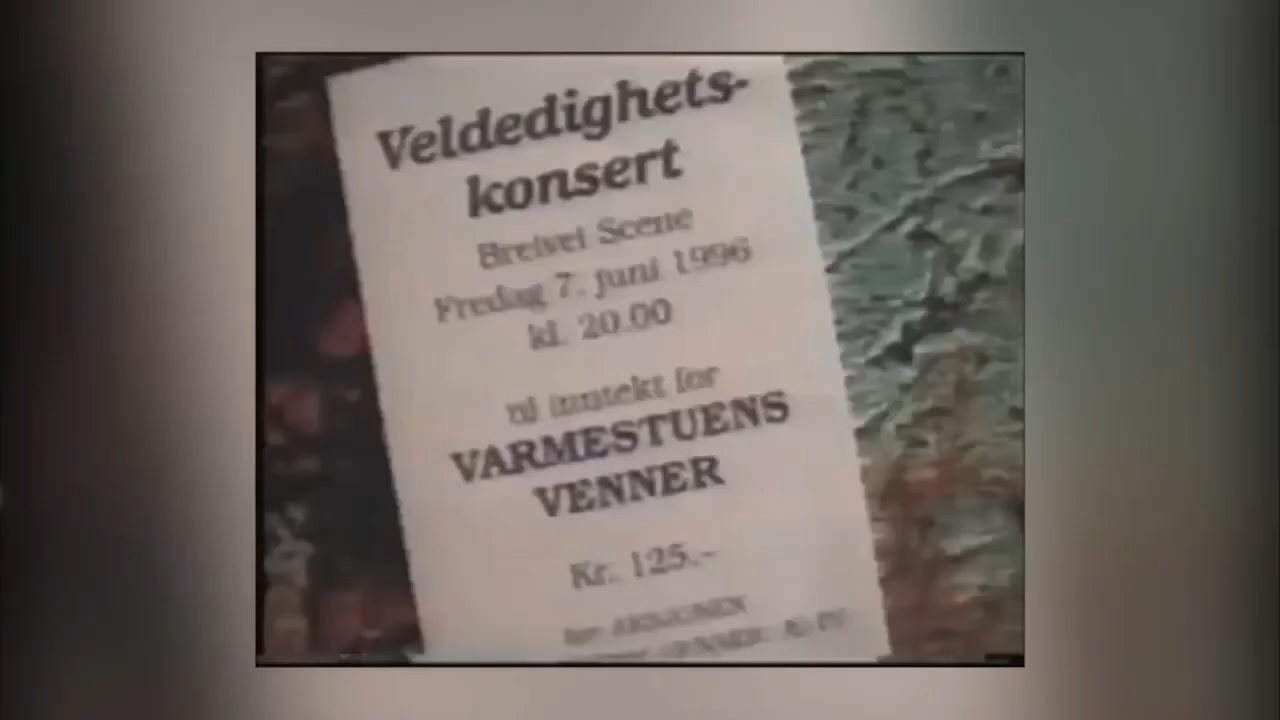 Veldedighets-
konsert
Breivei Scene
Fredag 7. juni 1996
kl. 20.00
til inntekt for
VARMESTUENS
VENNER
Kr. 125.-